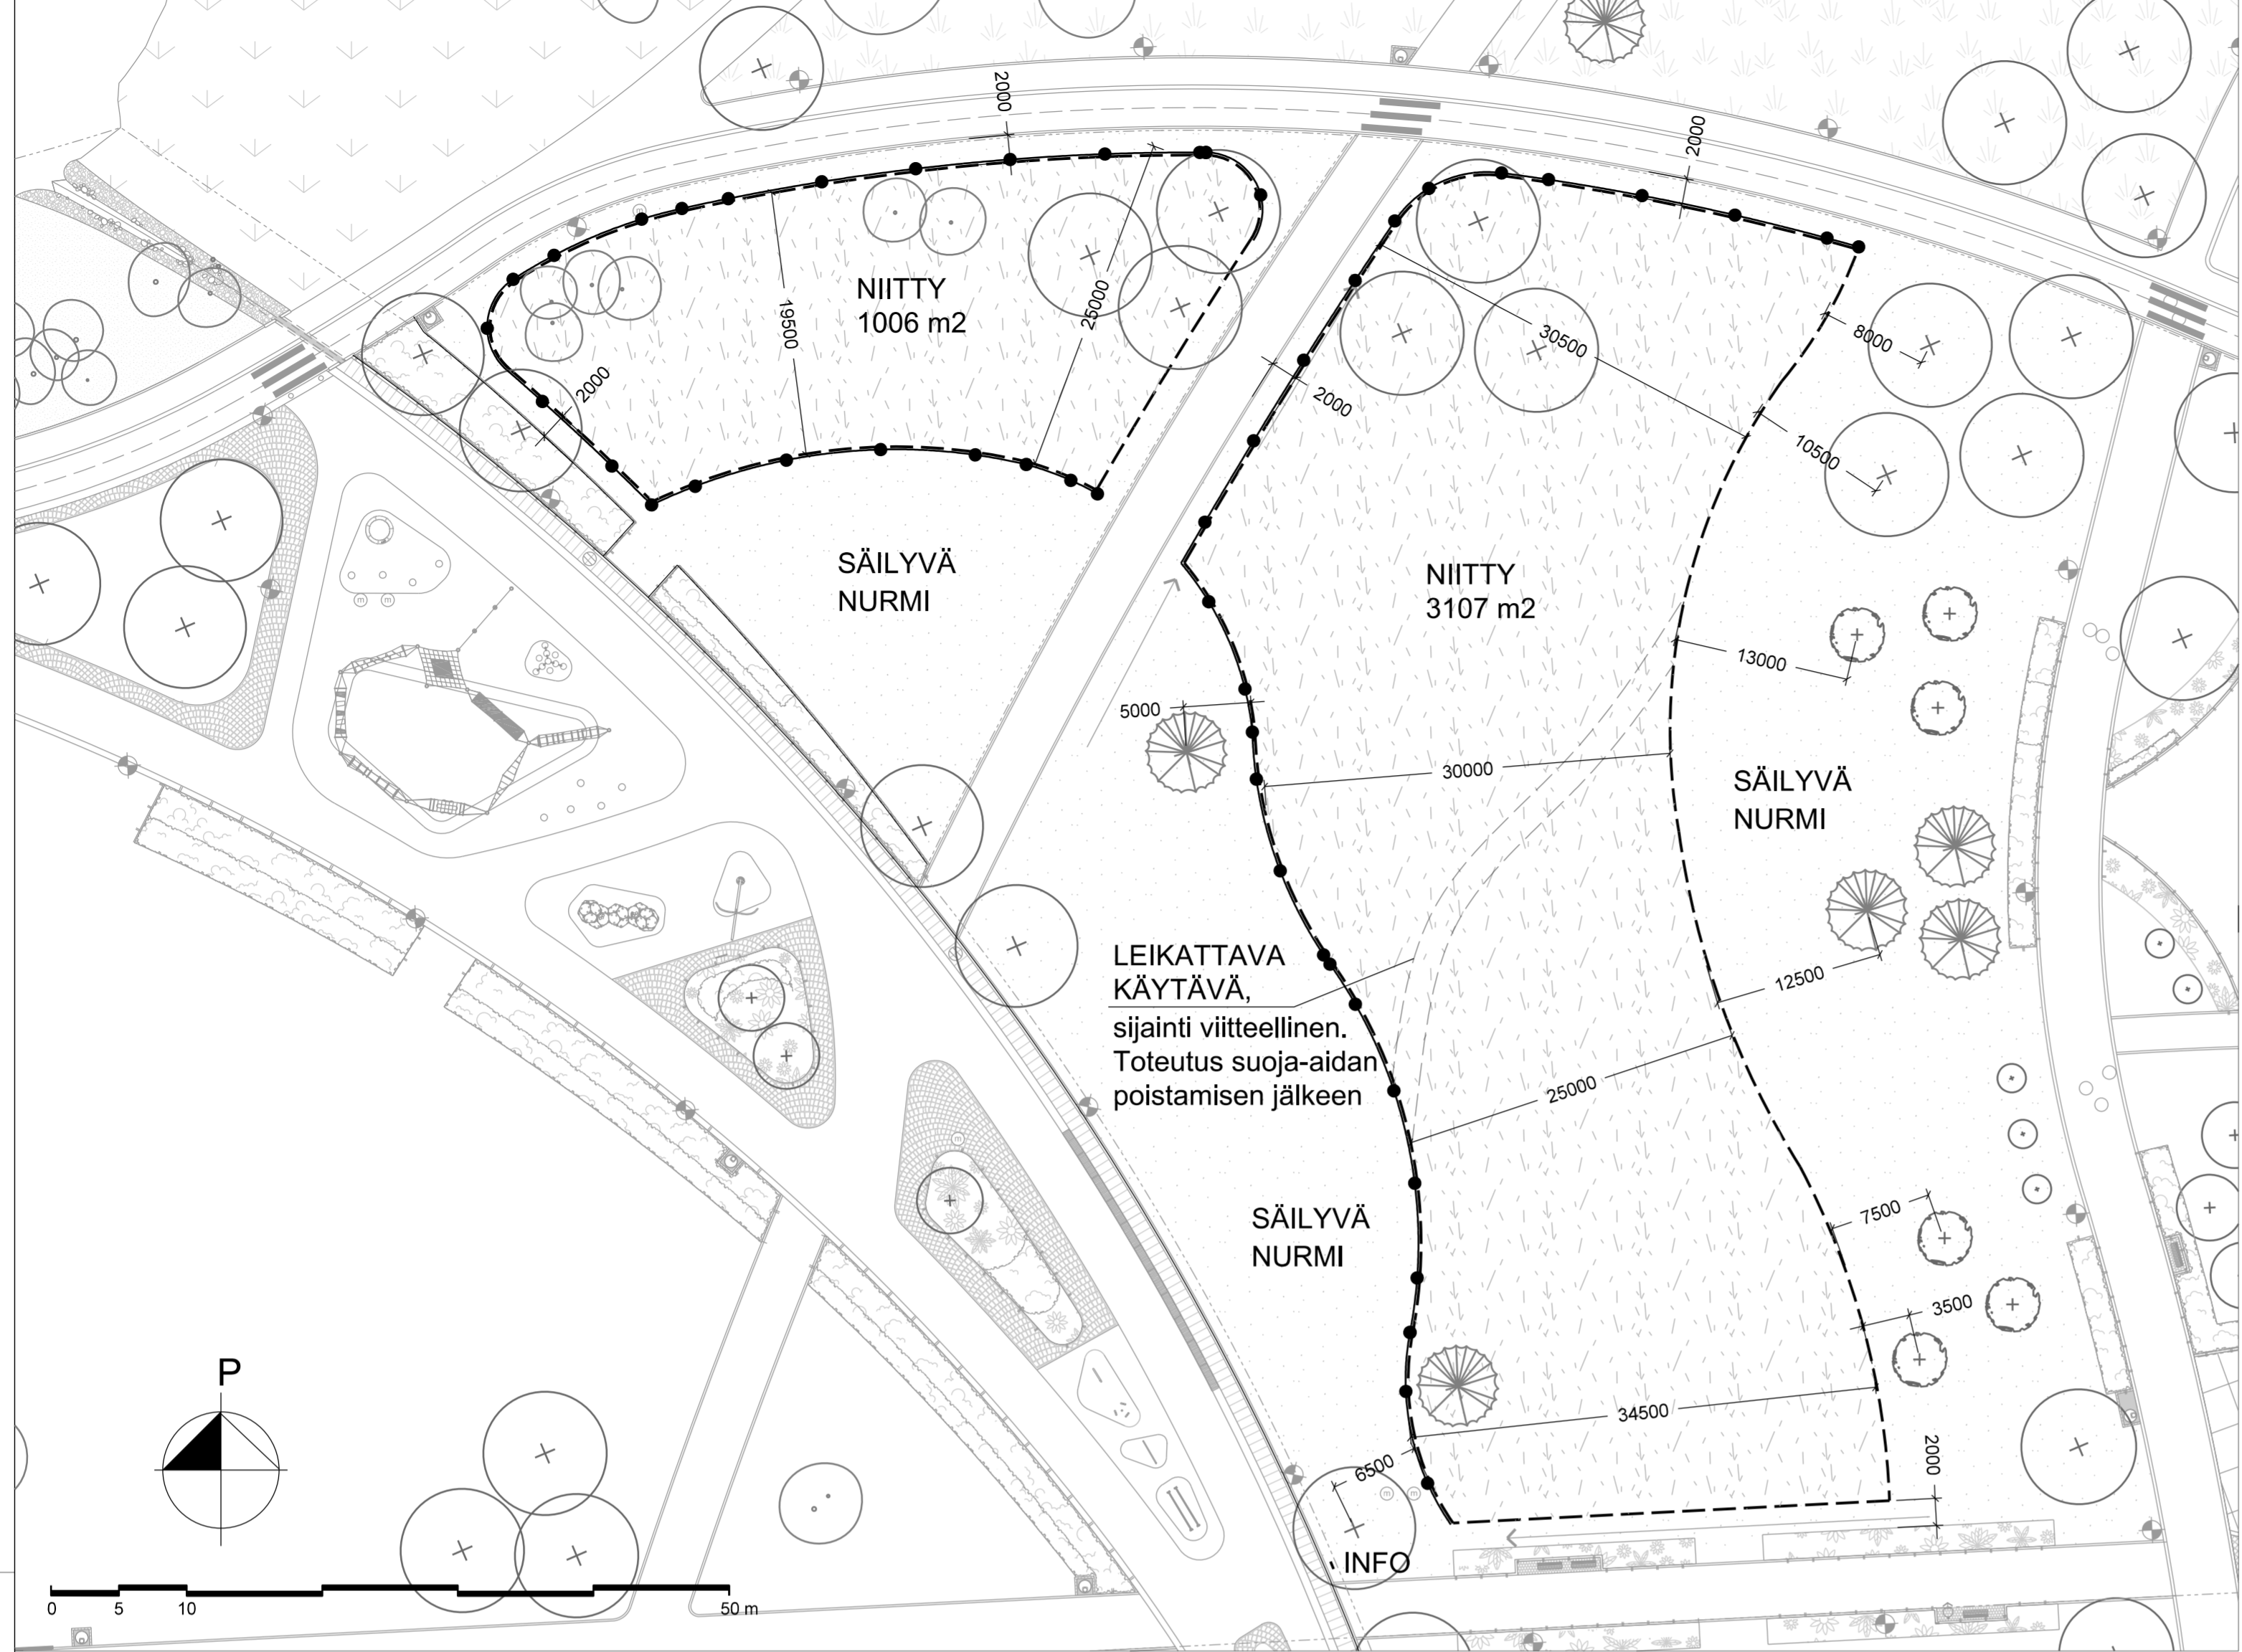 2000
2000
NIITTY
1006 m2
19500
25000
30500
8000
2000
2000
10500
SÄILYVÄ
NURMI
NIITTY
3107 m2
13000
5000
30000
SÄILYVÄ
NURMI
LEIKATTAVA
KÄYTÄVÄ,
sijainti viitteellinen.
Toteutus suoja-aidan
poistamisen jälkeen
12500
25000
SÄILYVÄ
NURMI
7500
3500
P
34500
6500
2000
INFO
0 5 10 50 m